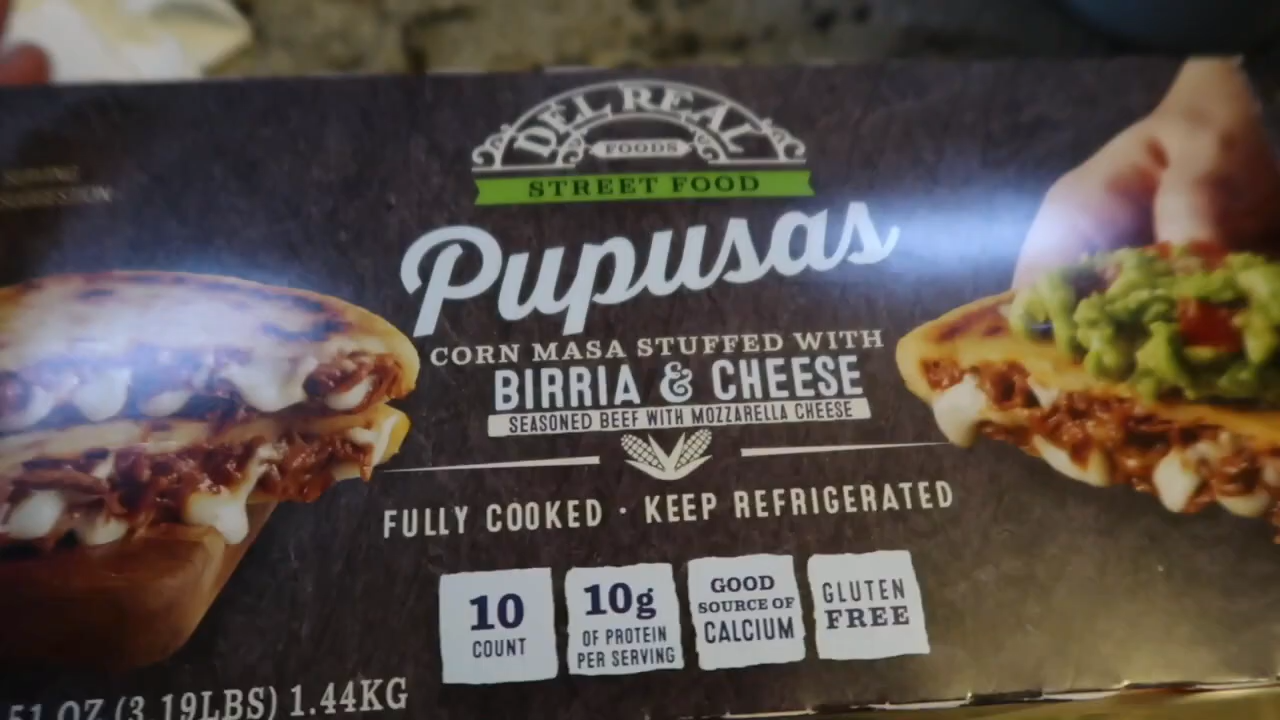 DEL REAL
FOODS
STREET FOOD
Pupusas
CORN MASA STUFFED WITH
BIRRIA & CHEESE
SEASONED BEEF WITH MOZZARELLA CHEESE
FULLY COOKED · KEEP REFRIGERATED
10
COUNT
10g
OF PROTEIN
PER SERVING
GOOD
SOURCE OF
CALCIUM
GLUTEN
FREE
51 OZ (3.19LBS) 1.44KG